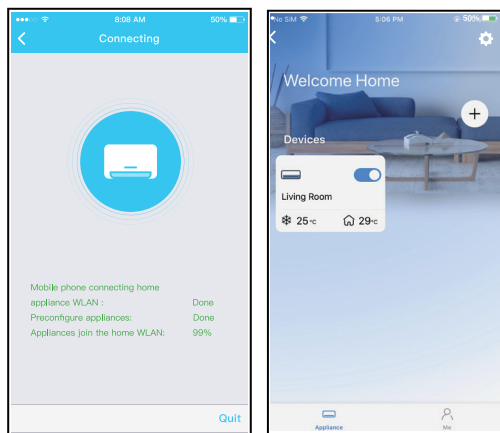 8:08 AM
50%
Connecting
Mobile phone connecting home
appliance WLAN : Done
Preconfigure appliances: Done
Appliances join the home WLAN: 99%
Quit
No SIM
5:06 PM
50%
Welcome Home
+
Devices
Living Room
25°C 29°C
Appliance
Me